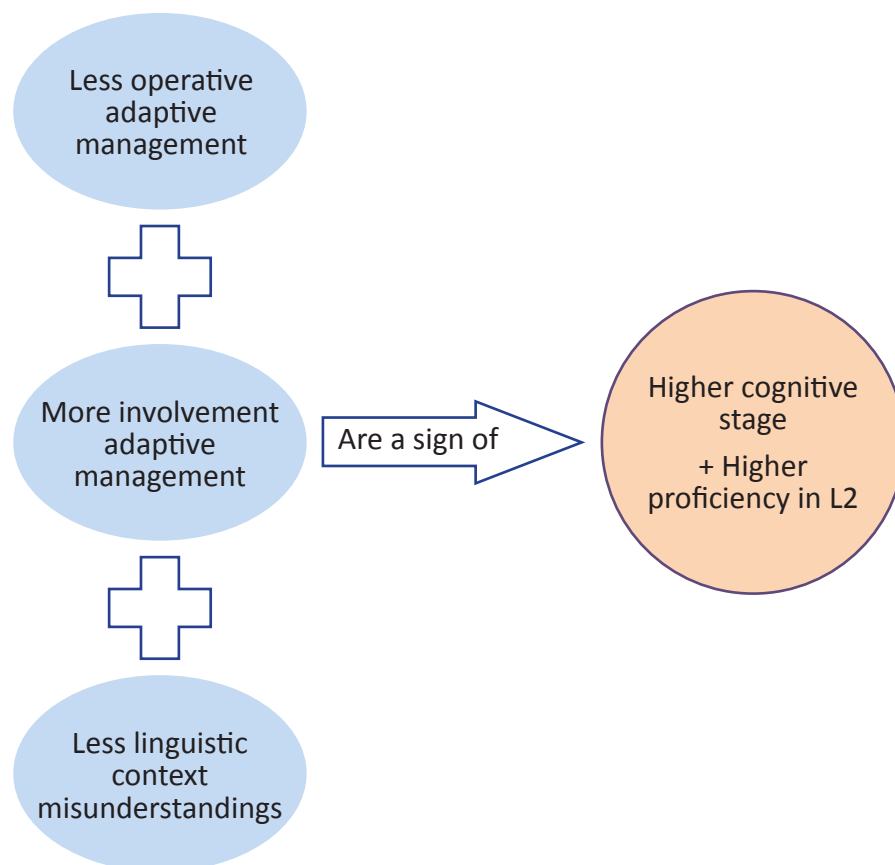 Less operative
adaptive
management
More involvement
adaptive
management
Are a sign of
Higher cognitive
stage
+ Higher
proficiency in L2
Less linguistic
context
misunderstandings